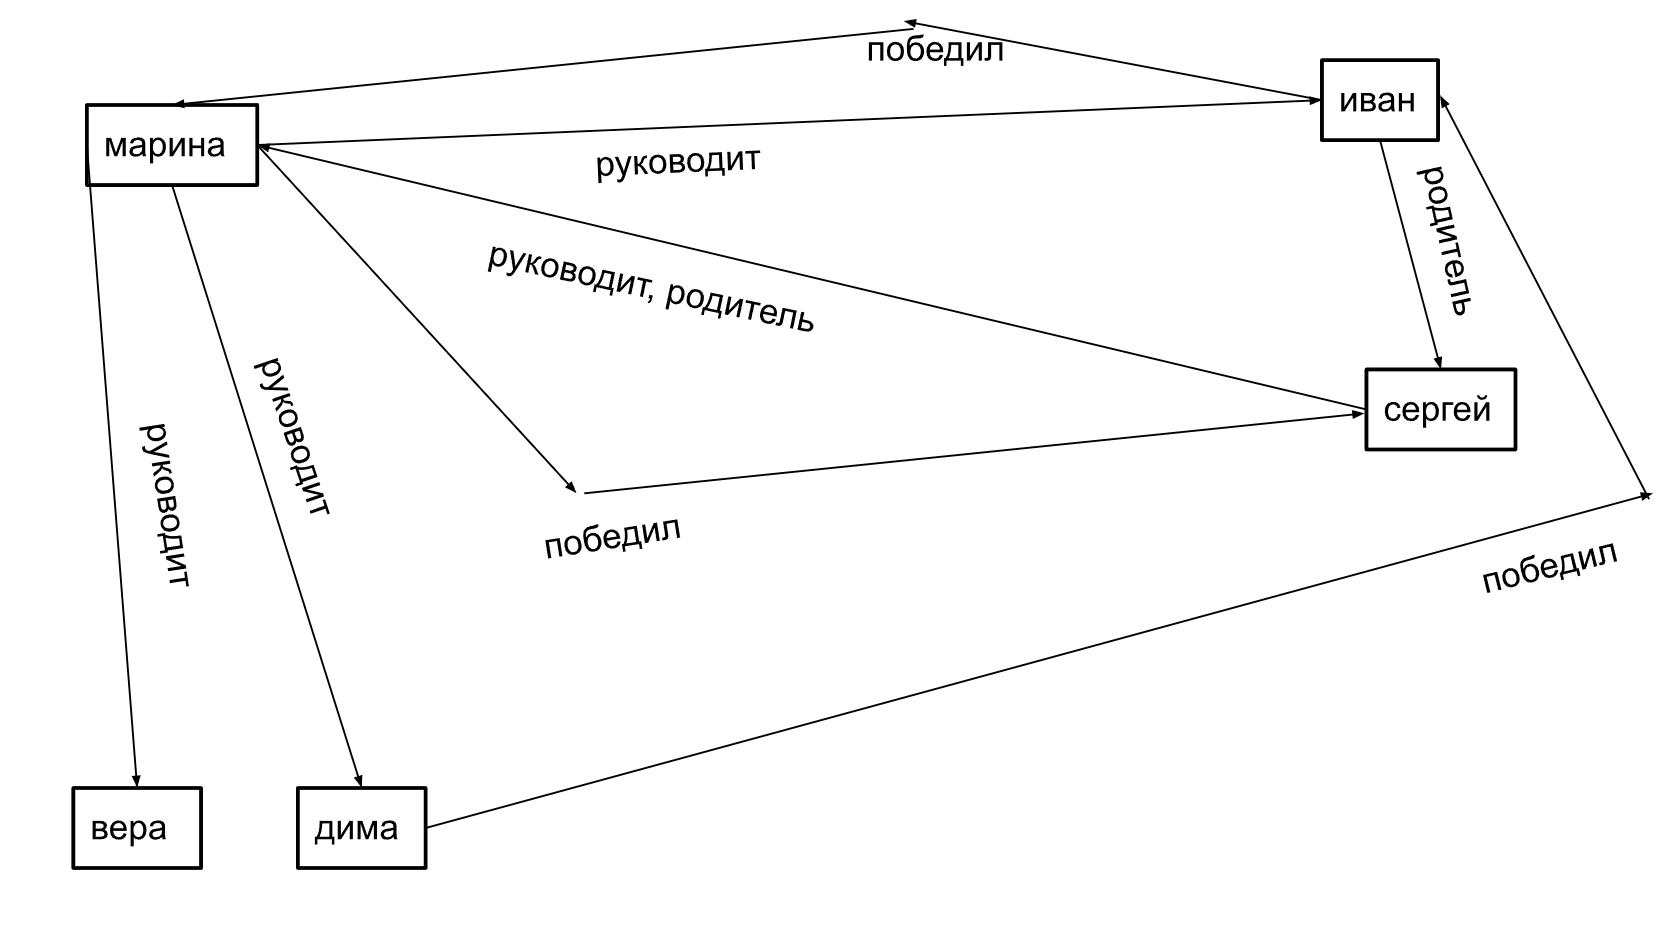 победил
иван
марина
руководит
родитель
руководит, родитель
руководит
руководит
сергей
победил
победил
вера
дима